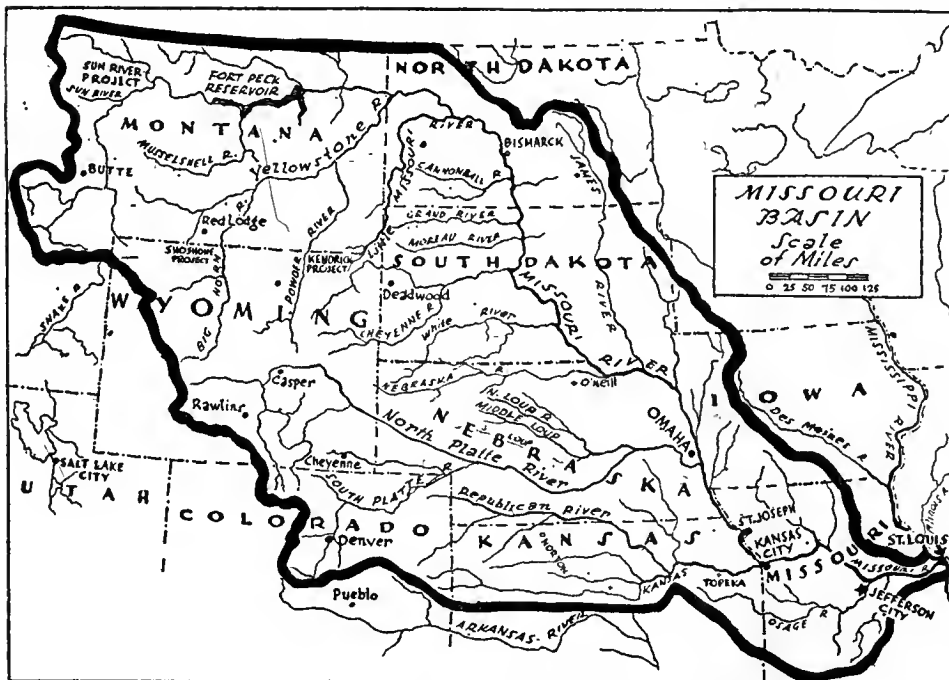 NORTH DAKOTA
SUN RIVER
PROJECT
SUN RIVER
FORT PECK
RESERVOIR
MONTANA
MUSSELSHELL R.
Yellowstone R.
MISSOURI
RIVER
BISMARCK
JAMES
RIVER
CANNONBALL R
BUTTE
Red Lodge
GRAND RIVER
MOREAU RIVER
MISSOURI
BASIN
Scale
of Miles
0 25 50 75 100 125
SHOSHONE
PROJECT
BIG HORN R.
POWDER RIVER
KENDRICK
PROJECT
Little
SOUTH DAKOTA
Deadwood
CHEYENNE R
White River
MISSOURI
RIVER
SNAKE R
WYOMING
MISSISSIPPI
RIVER
IOWA
Casper
NEBRASKA R
O'neill
Rawlins
N. LOUP R
MIDDLE LOUP
S LOUP
NEBRASKA
North Platte
River
OMAHA
Des Moines
SALT LAKE
CITY
Cheyenne
SOUTH PLATTE R
UTAH
COLORADO
Republican River
ST. JOSEPH
Illinois R
Denver
KANSAS
NORTON
KANSAS
CITY
MISSOURI
ST. LOUIS
MISSOURI R
Pueblo
KANSAS
TOPEKA
JEFFERSON
CITY
OSAGE R
ARKANSAS-RIVER